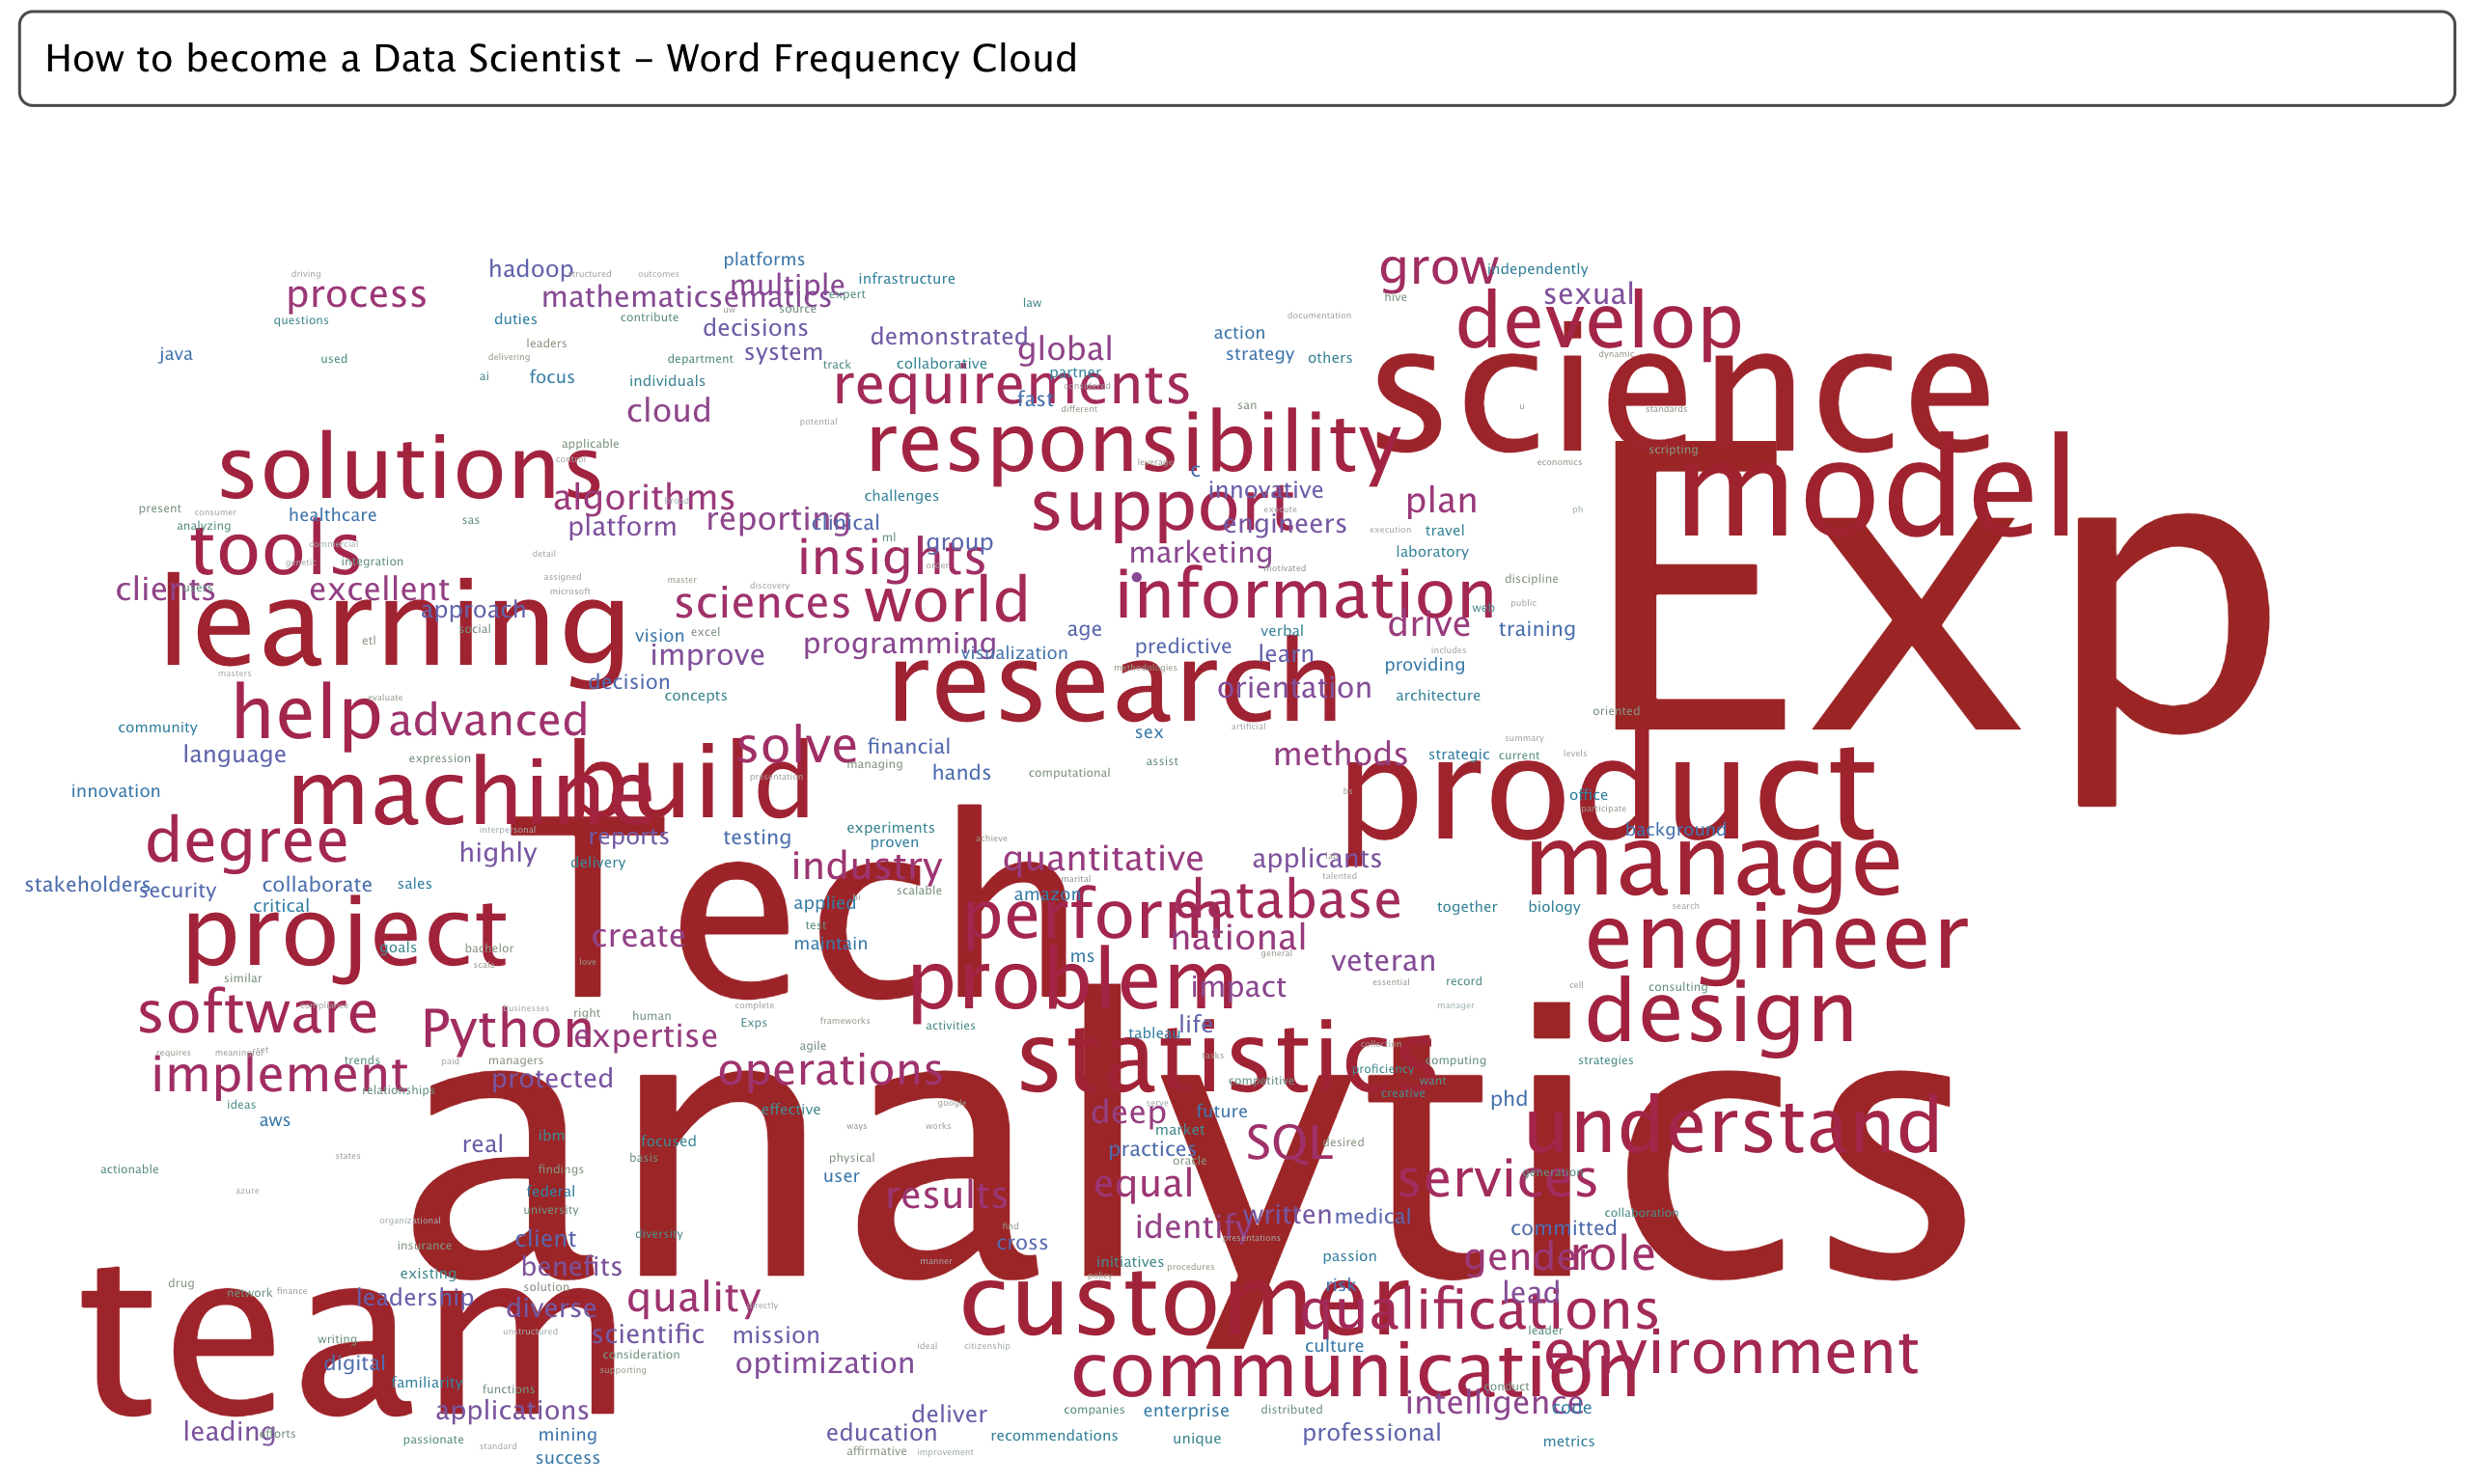 How to become a Data Scientist - Word Frequency Cloud
platforms
hadoop
driving
structured
outcomes
multiple
infrastructure
grow
independently
process
mathematicsematics
expert
law
hive
sexual
questions
duties
contribute
uw
source
decisions
demonstrated
documentation
develop
java
used
leaders
delivering
department
system
track
collaborative
global
action
strategy
others
dynamic
science
ai
focus
individuals
requirements
partner
considered
fast
cloud
potential
different
san
u
standards
solutions
applicable
control
responsibility
leverage
c
economics
scripting
model
Exp
algorithms
broad
challenges
support
innovative
execute
plan
ph
present
consumer
analyzing
healthcare
sas
platform
reporting
clinical
engineers
execution
travel
tools
commercial
genetic
integration
detail
ml
group
insights
order
marketing
laboratory
clients
users
excellent
assigned
microsoft
master
discovery
motivated
information
discipline
learning
approach
sciences
world
web
public
etl
social
vision
excel
age
verbal
drive
training
masters
improve
programming
visualization
predictive
learn
includes
providing
evaluate
decision
concepts
research
methodologies
orientation
architecture
help
advanced
oriented
community
artificial
sex
language
expression
solve
financial
managing
assist
methods
strategic
current
summary
levels
innovation
machine
build
presentation
hands
computational
bs
product
office
participate
degree
interpersonal
reports
testing
experiments
proven
achieve
background
highly
delivery
industry
quantitative
applicants
manage
stakeholders
security
collaborate
sales
critical
Tech
scalable
marital
talented
amazon
applied
perform
database
together
biology
search
project
goals
bachelor
scala
create
test
maintain
national
engineer
similar
love
ms
general
veteran
problem
impact
essential
record
cell
consulting
software
compliance
businesses
right
human
complete
Exps
frameworks
activities
manager
design
Python
expertise
life
tableau
requires
meaningful
set
trends
paid
managers
agile
statistics
tasks
collection
computing
strategies
implement
relationships
protected
operations
competitive
proficiency
want
creative
ideas
aws
effective
google
deep
serve
future
phd
analytics
understand
real
ibm
focused
ways
works
market
practices
SQL
desired
actionable
states
basis
findings
physical
user
oracle
azure
federal
results
equal
services
generation
organizational
university
diversity
find
identify
written
medical
collaboration
insurance
client
cross
presentations
committed
existing
benefits
manner
initiatives
procedures
passion
gender
role
team
drug
network
finance
leadership
solution
diverse
quality
directly
policy
customer
risk
lead
qualifications
writing
unstructured
scientific
mission
leader
digital
consideration
supporting
optimization
ideal
citizenship
culture
environment
communication
familiarity
functions
conduct
applications
intelligence
code
leading
efforts
passionate
standard
mining
success
education
deliver
affirmative
improvement
companies
recommendations
enterprise
unique
distributed
professional
metrics